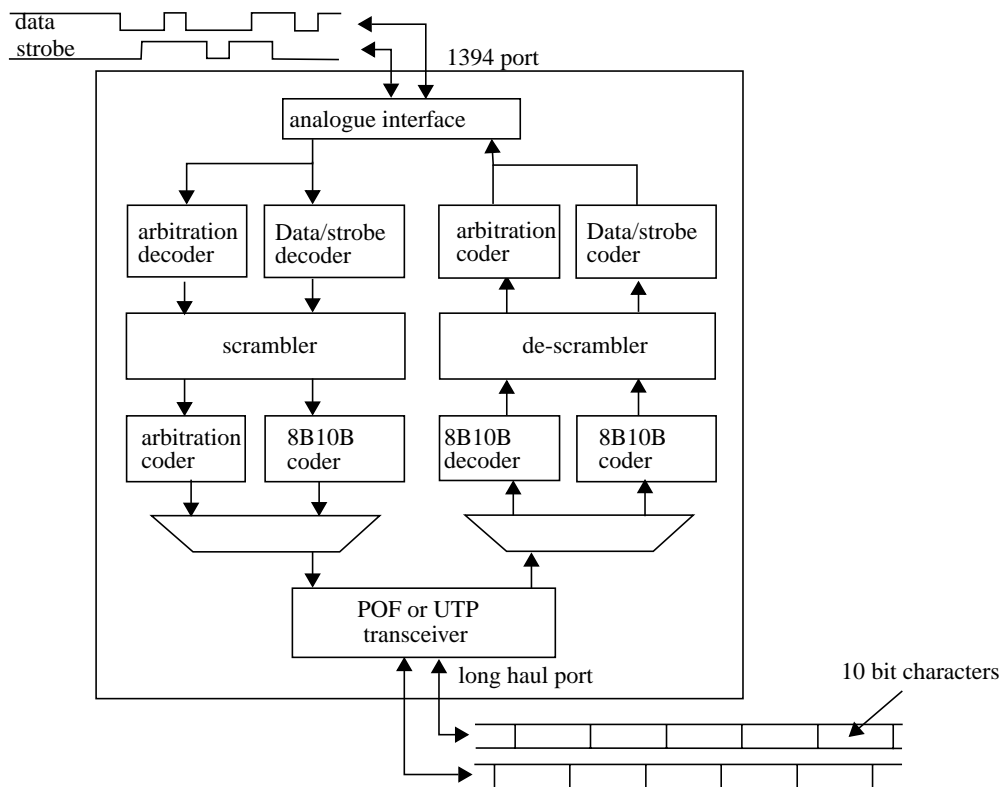 data
strobe
1394 port
analogue interface
arbitration
decoder
Data/strobe
decoder
arbitration
coder
Data/strobe
coder
scrambler
de-scrambler
arbitration
coder
8B10B
coder
8B10B
decoder
8B10B
coder
POF or UTP
transceiver
long haul port
10 bit characters